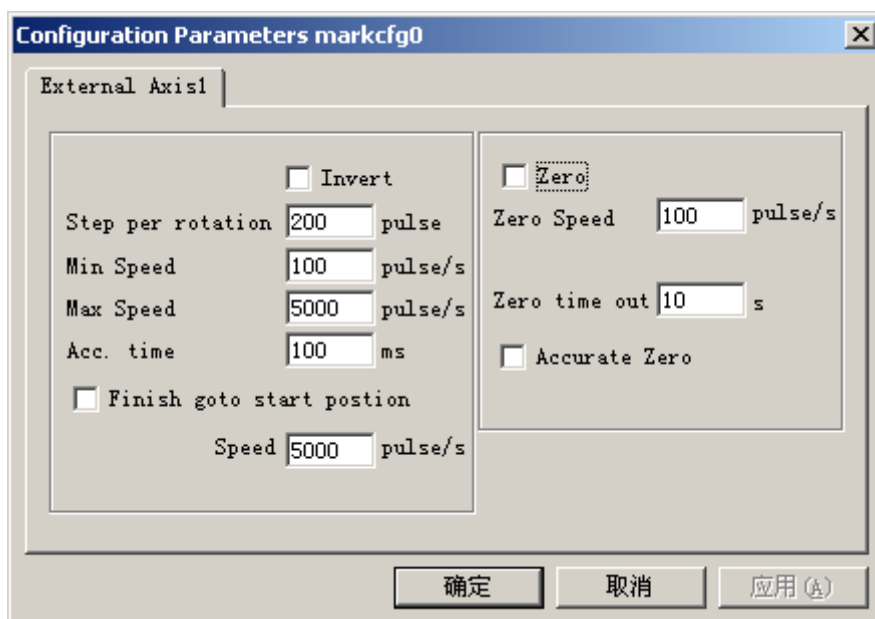 Configuration Parameters markcfg0
External Axis1
Invert
Step per rotation 200 pulse
Min Speed 100 pulse/s
Max Speed 5000 pulse/s
Acc. time 100 ms
Finish goto start postion
Speed 5000 pulse/s
Zero
Zero Speed 100 pulse/s
Zero time out 10 s
Accurate Zero
确定 取消 应用(A)